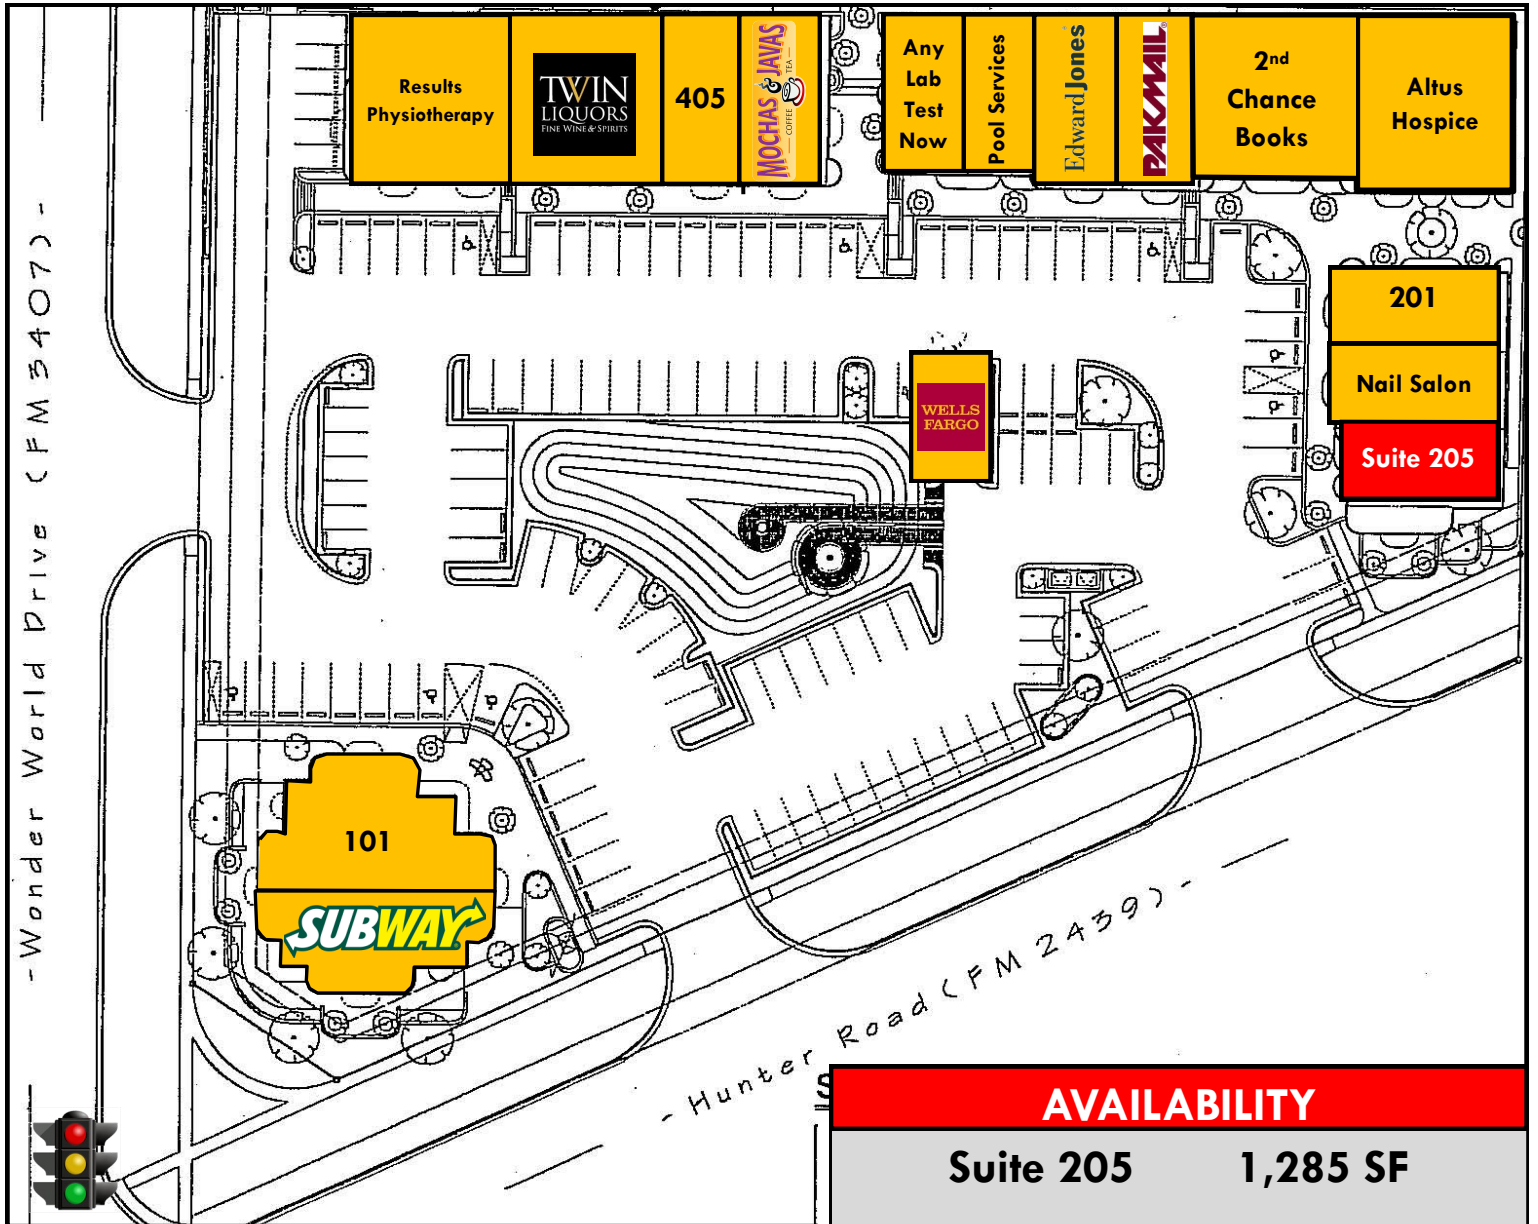 Results
Physiotherapy
TWIN
LIQUORS
FINE WINE & SPIRITS
405
MOCHAS & JAVAS
COFFEE TEA
Any
Lab
Test
Now
Pool Services
Edward Jones
PAKMAIL
2nd
Chance
Books
Altus
Hospice
- Wonder World Drive (FM 3407) -
201
Nail Salon
Suite 205
WELLS
FARGO
101
SUBWAY
- Hunter Road (FM 2439) -
S
AVAILABILITY
Suite 205 1,285 SF